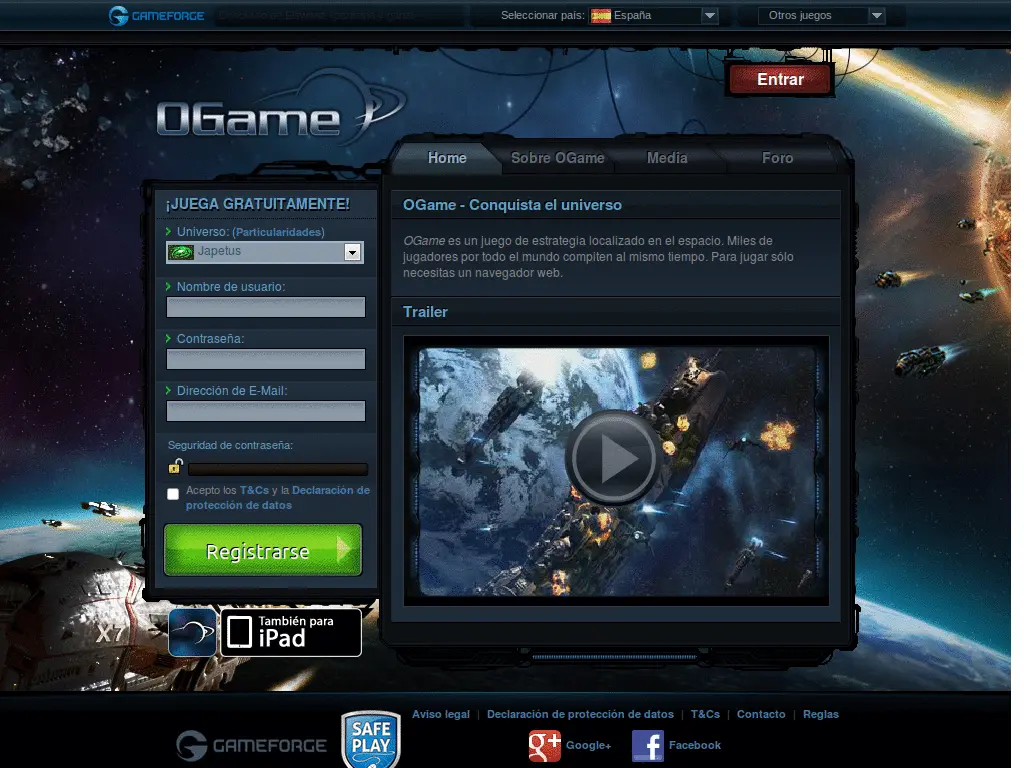 GAMEFORGE
Seleccionar país: España
Otros juegos
Entrar
OGame
Home
Sobre OGame
Media
Foro
¡JUEGA GRATUITAMENTE!
Universo: (Particularidades)
Japetus
Nombre de usuario:
Contraseña:
Dirección de E-Mail:
Seguridad de contraseña:
Acepto los T&Cs y la Declaración de
protección de datos
Registrarse
También para
iPad
OGame - Conquista el universo
OGame es un juego de estrategia localizado en el espacio. Miles de
jugadores por todo el mundo compiten al mismo tiempo. Para jugar sólo
necesitas un navegador web.
Trailer
X7
Aviso legal | Declaración de protección de datos | T&Cs | Contacto | Reglas
GAMEFORGE
SAFE
PLAY
g+ Google+
f Facebook